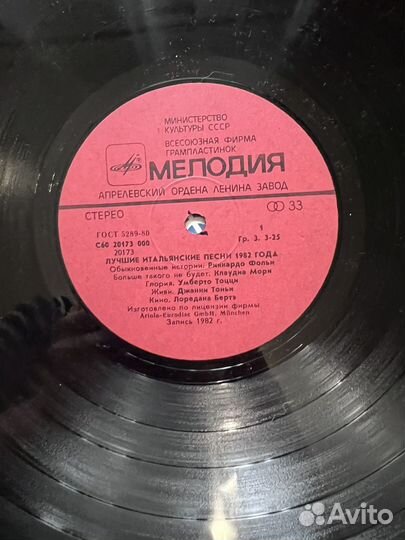 МИНИСТЕРСТВО
КУЛЬТУРЫ СССР
ВСЕСОЮЗНАЯ ФИРМА
ГРАМПЛАСТИНОК
МЕЛОДИЯ
АПРЕЛЕВСКИЙ ОРДЕНА ЛЕНИНА ЗАВОД
СТЕРЕО 33
ГОСТ 5289-80 1
С60 20173 000 Гр. 3. 3-25
20173
ЛУЧШИЕ ИТАЛЬЯНСКИЕ ПЕСНИ 1982 ГОДА
Обыкновенные истории. Риккардо Фольи
Больше такого не будет. Клаудиа Мори
Глория. Умберто Тоцци
Живи. Джанни Тоньи
Кино. Лоредана Бертэ
Изготовлено по лицензии фирмы
Ariola-Eurodisc GmbH, München
Запись 1982 г.
Avito